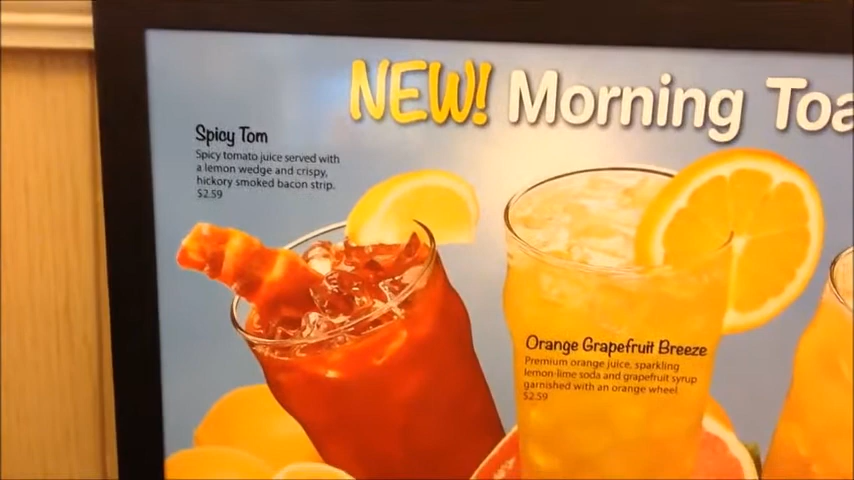 NEW! Morning
Spicy Tom
Spicy tomato juice served with
a lemon wedge and crispy,
hickory smoked bacon strip.
$2.59
Orange Grapefruit Breeze
Premium orange juice, sparkling
lemon-lime soda and grapefruit syrup
garnished with an orange wheel.
$2.59